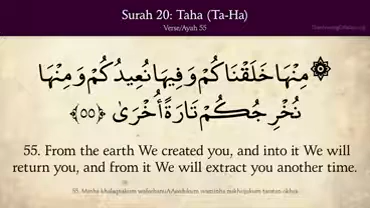 Surah 20: Taha (Ta-Ha)
Verse/Ayah 55
۞ مِنْهَا خَلَقْنَاكُمْ وَفِيهَا نُعِيدُكُمْ وَمِنْهَا
نُخْرِجُكُمْ تَارَةً أُخْرَىٰ ﴿٥٥﴾
55. From the earth We created you, and into it We will
return you, and from it We will extract you another time.